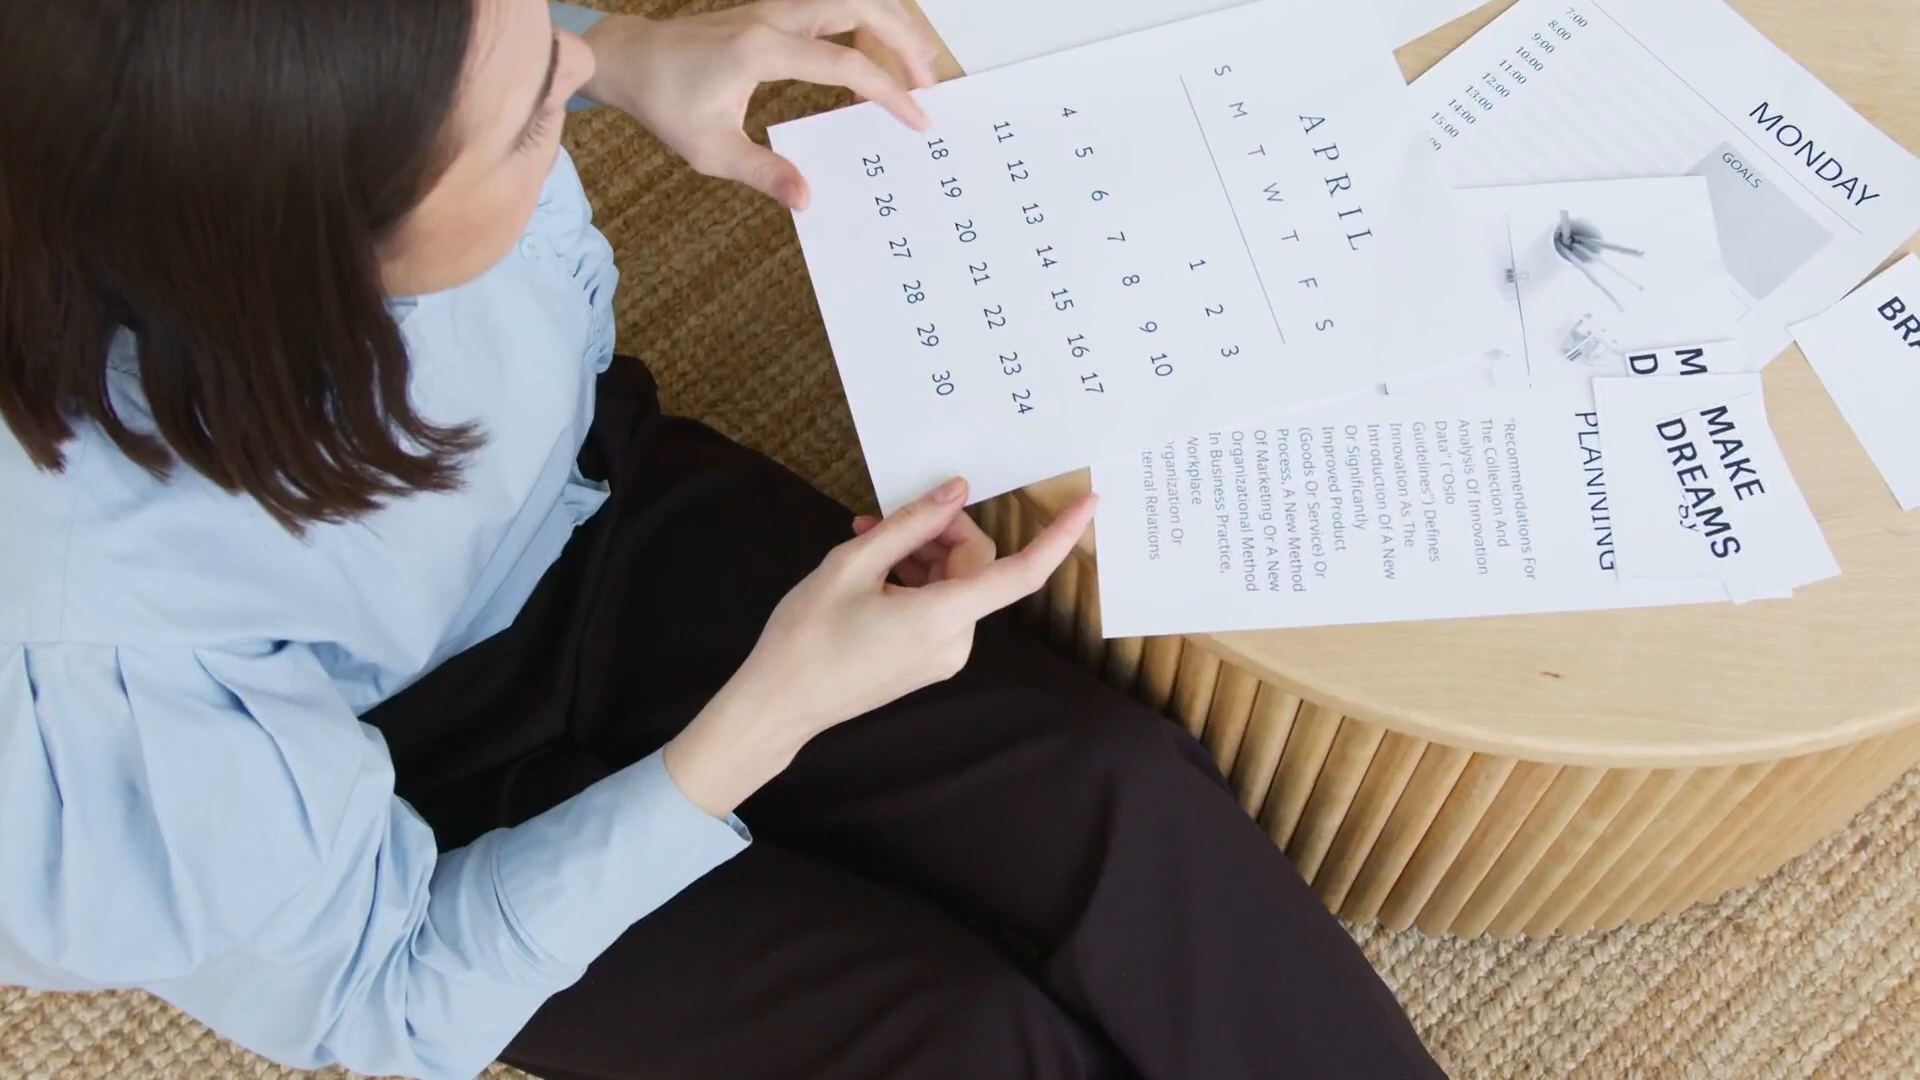 APRIL
S M T W T F S
1 2 3
4 5 6 7 8 9 10
11 12 13 14 15 16 17
18 19 20 21 22 23 24
25 26 27 28 29 30
MONDAY
GOALS
7:00
8:00
9:00
10:00
11:00
12:00
13:00
14:00
15:00
PLANNING
"Recommendations For
The Collection And
Analysis Of Innovation
Data" ("Oslo
Guidelines") Defines
Innovation As The
Introduction Of A New
Or Significantly
Improved Product
(Goods Or Service) Or
Process, A New Method
Of Marketing Or A New
Organizational Method
In Business Practice,
Workplace
Or
Relations
MAKE
DREAMS